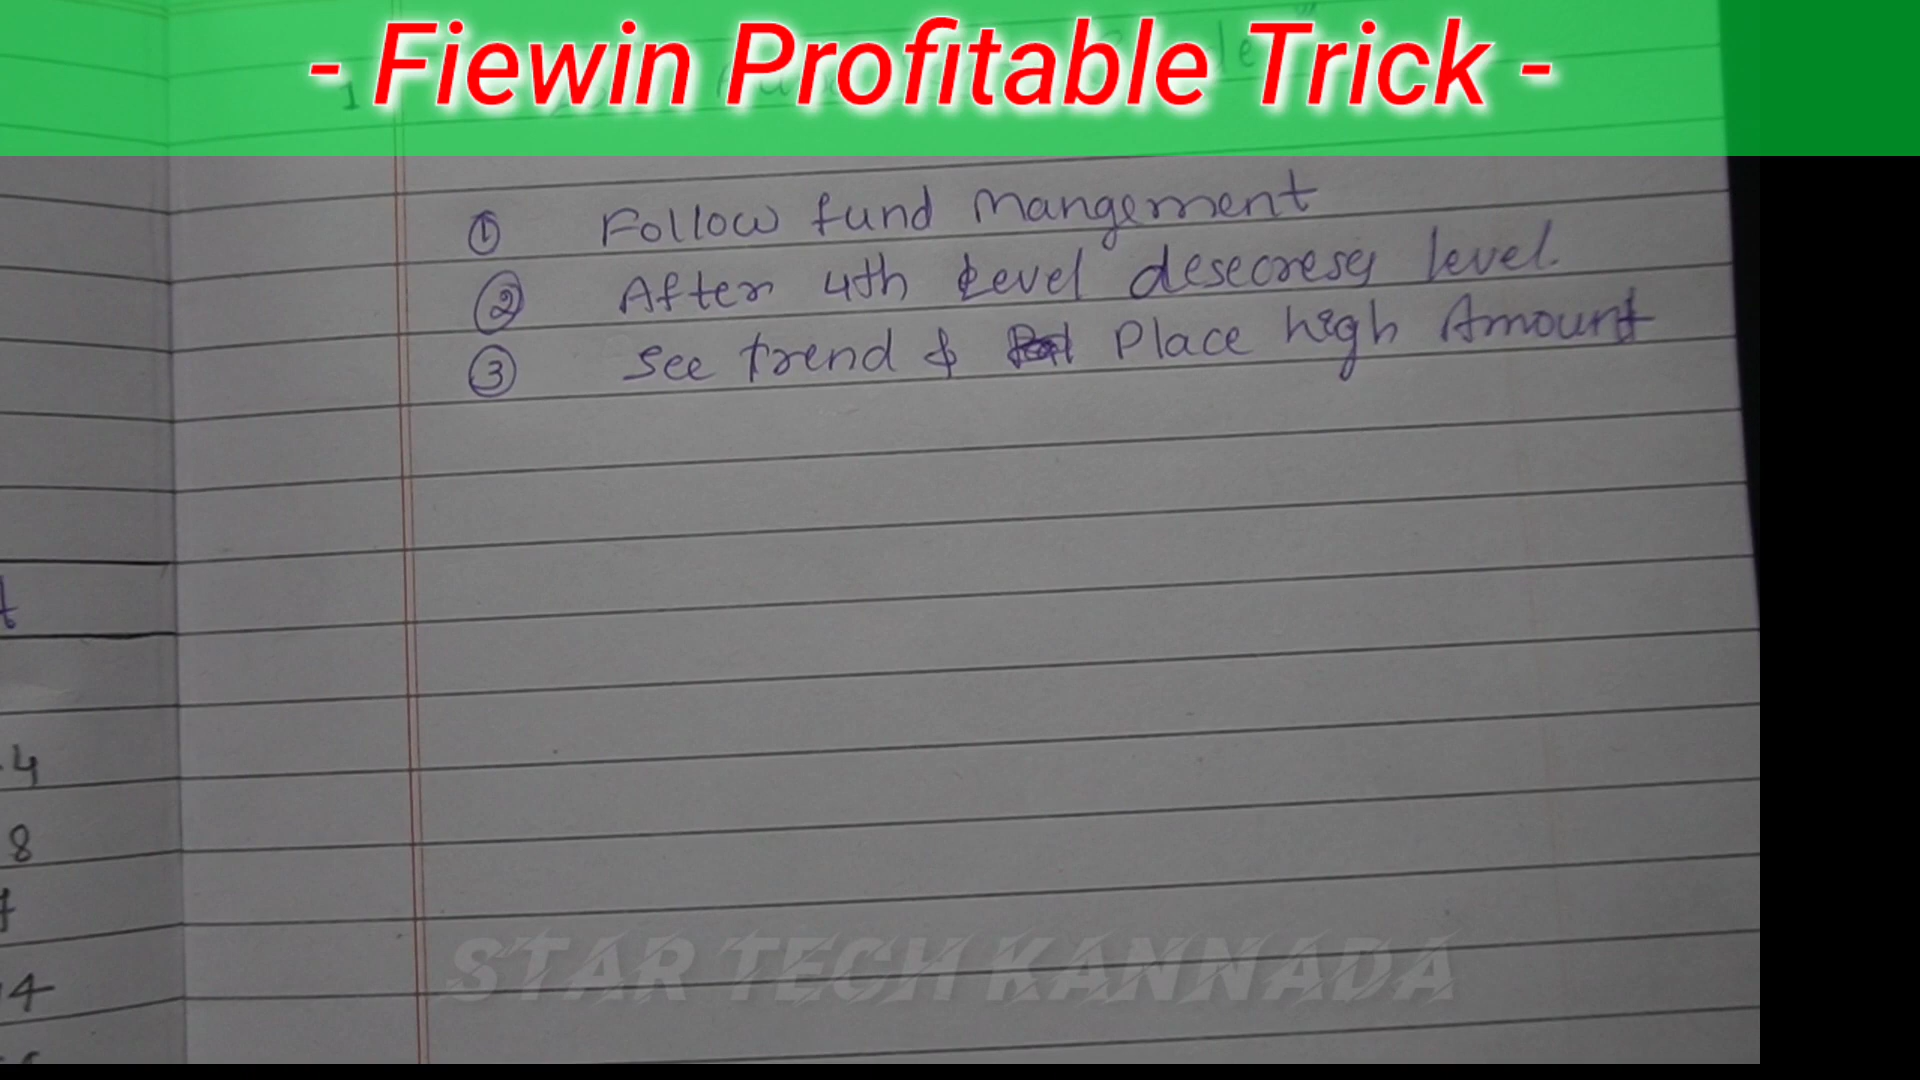 - Fiewin Profitable Trick -
① Follow fund mangement
② After 4th Level desecreses level.
③ See trend & Place high Amount
4
8
4
STAR TECH KANNADA